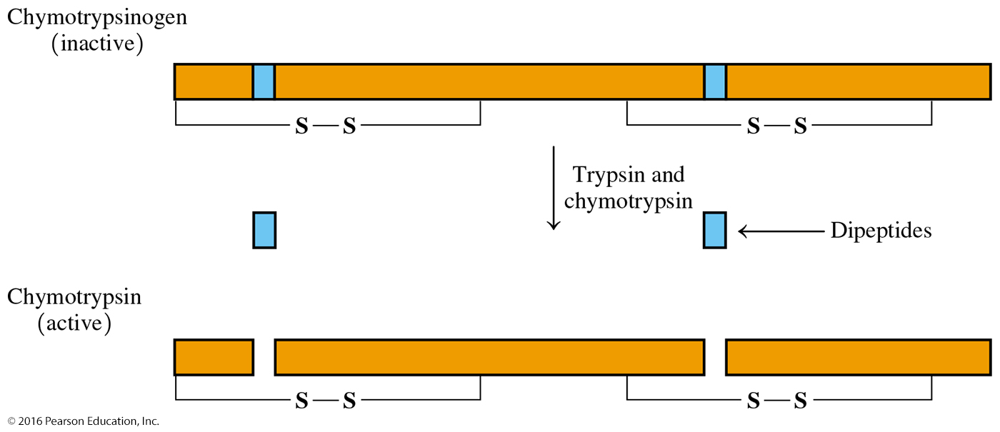 Chymotrypsinogen
(inactive)
S—S
S—S
Trypsin and
chymotrypsin
Dipeptides
Chymotrypsin
(active)
S—S
S—S
© 2016 Pearson Education, Inc.